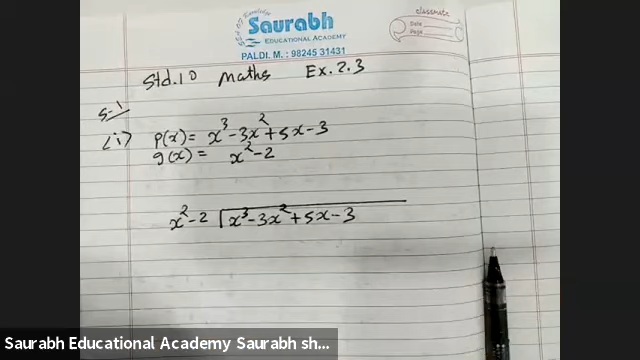 Saurabh
EDUCATIONAL ACADEMY
PALDI. M. : 98245 31431
classmate
Date
Page
Std.10 Maths Ex.2.3
S-1
(i) p(x) = x³-3x²+5x-3
g(x) = x²-2
x²-2 x³-3x²+5x-3
Saurabh Educational Academy Saurabh sh...